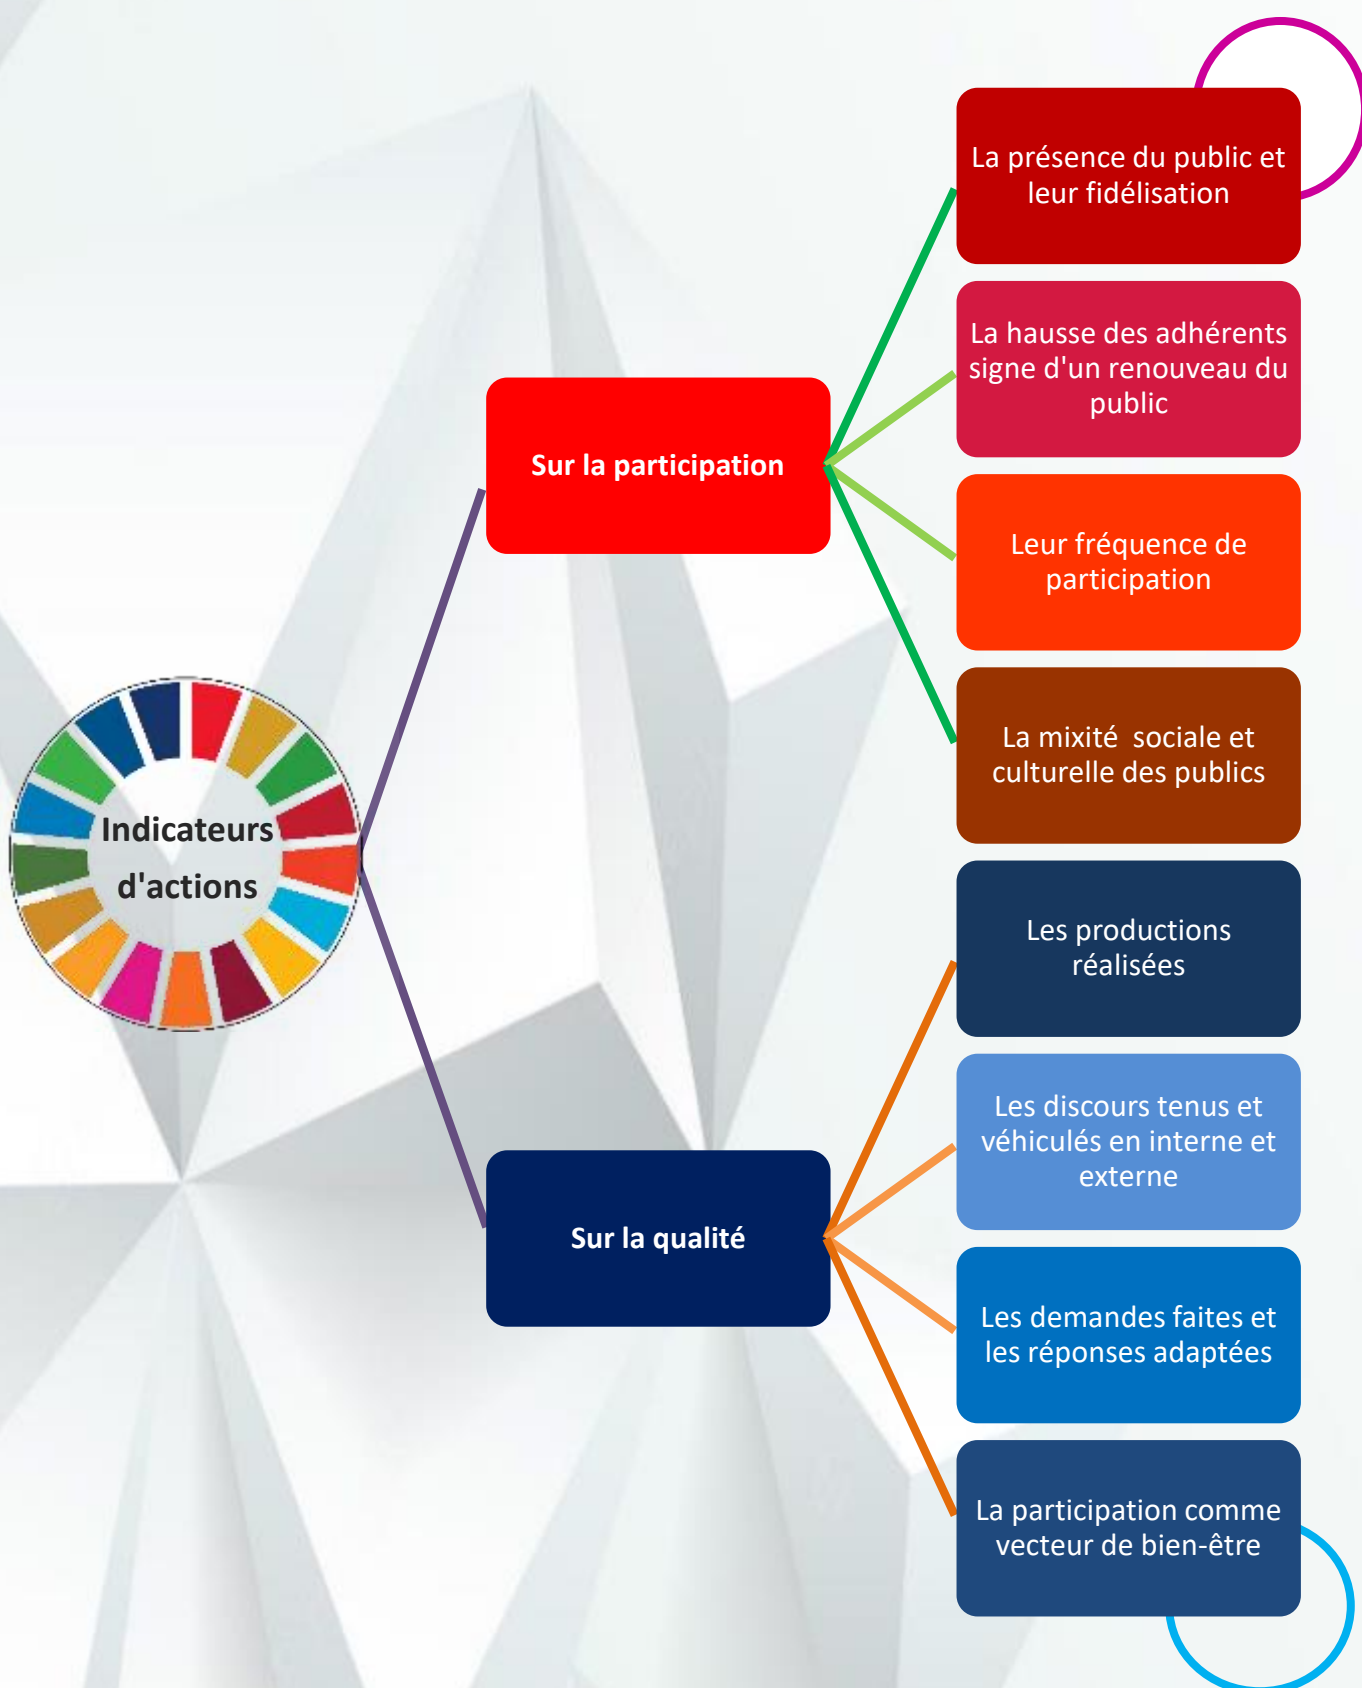 Indicateurs
d'actions
Sur la participation
La présence du public et
leur fidélisation
La hausse des adhérents
signe d'un renouveau du
public
Leur fréquence de
participation
La mixité  sociale et
culturelle des publics
Sur la qualité
Les productions
réalisées
Les discours tenus et
véhiculés en interne et
externe
Les demandes faites et
les réponses adaptées
La participation comme
vecteur de bien-être